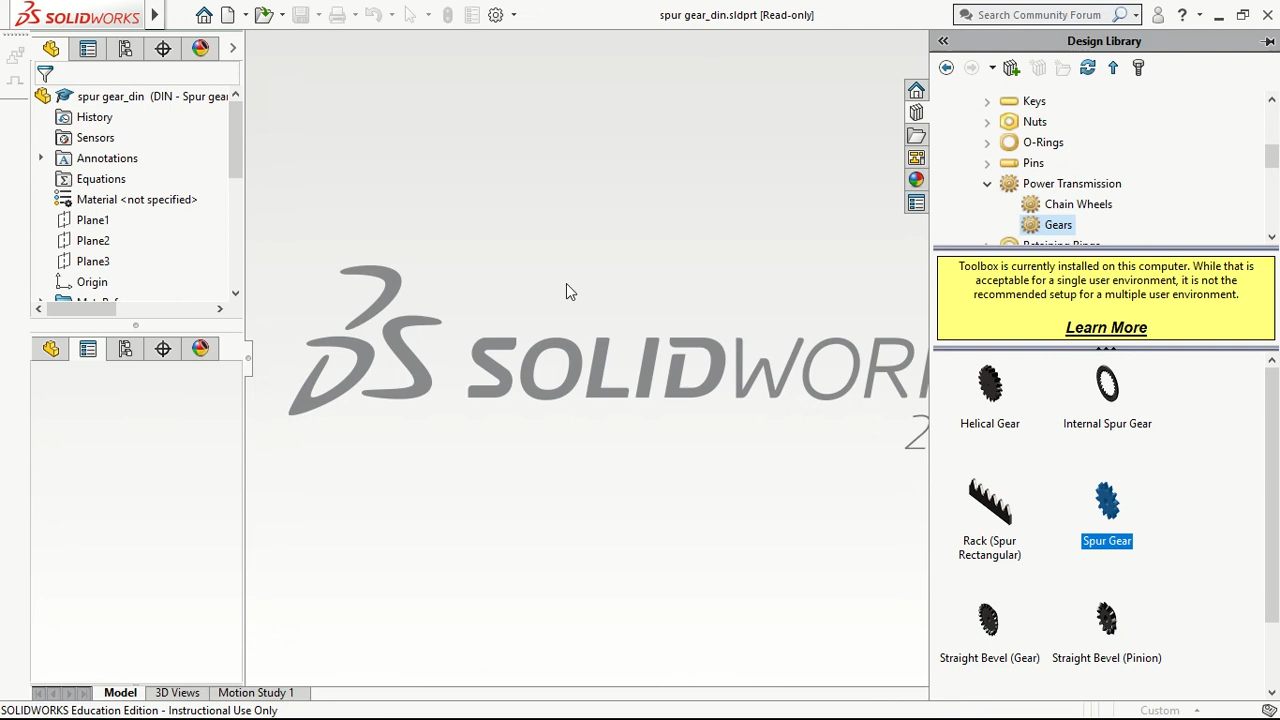 SOLIDWORKS
spur gear_din.sldprt [Read-only]
Search Community Forum
?
Design Library
spur gear_din (DIN - Spur gear
History
Sensors
Annotations
Equations
Material <not specified>
Plane1
Plane2
Plane3
Origin
Keys
Nuts
O-Rings
Pins
Power Transmission
Chain Wheels
Gears
Toolbox is currently installed on this computer. While that is
acceptable for a single user environment, it is not the
recommended setup for a multiple user environment.
Learn More
SOLIDWOR
2
Helical Gear
Internal Spur Gear
Rack (Spur
Rectangular)
Spur Gear
Straight Bevel (Gear)
Straight Bevel (Pinion)
Model
3D Views
Motion Study 1
SOLIDWORKS Education Edition - Instructional Use Only
Custom